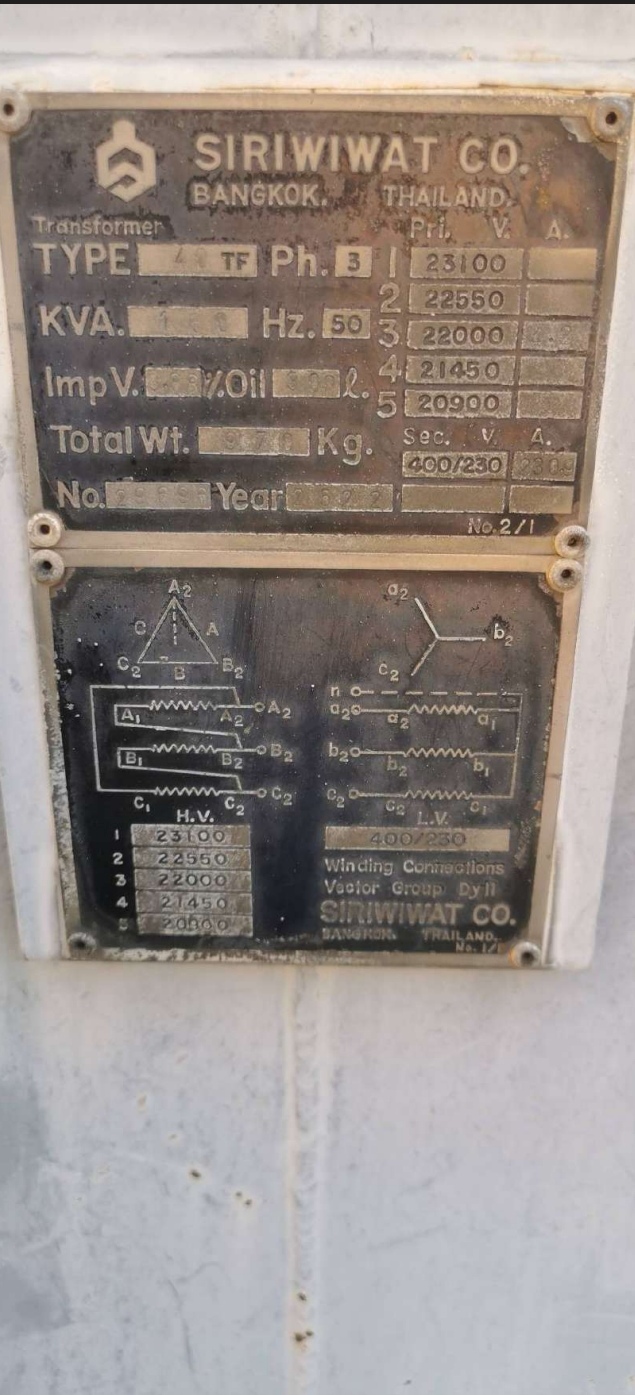 SIRIWIWAT CO.
BANGKOK. THAILAND.
Transformer
TYPE TF Ph. 3
KVA. Hz. 50
Imp V. % Oil l.
Total Wt. Kg.
No. Year 2522
Pri. V. A.
1 23100
2 22550
3 22000
4 21450
5 20900
Sec. V. A.
400/230
No. 2/1
A2
C A
C2 B B2
A1 A2 A2
B1 B2 B2
C1 C2 C2
H.V.
1 23100
2 22550
3 22000
4 21450
5 20900
a2
b2
c2
n
a2 a2 a1
b2 b2 b1
c2 c2 c1
L.V.
400/230
Winding Connections
Vector Group Dy11
SIRIWIWAT CO.
BANGKOK. THAILAND.